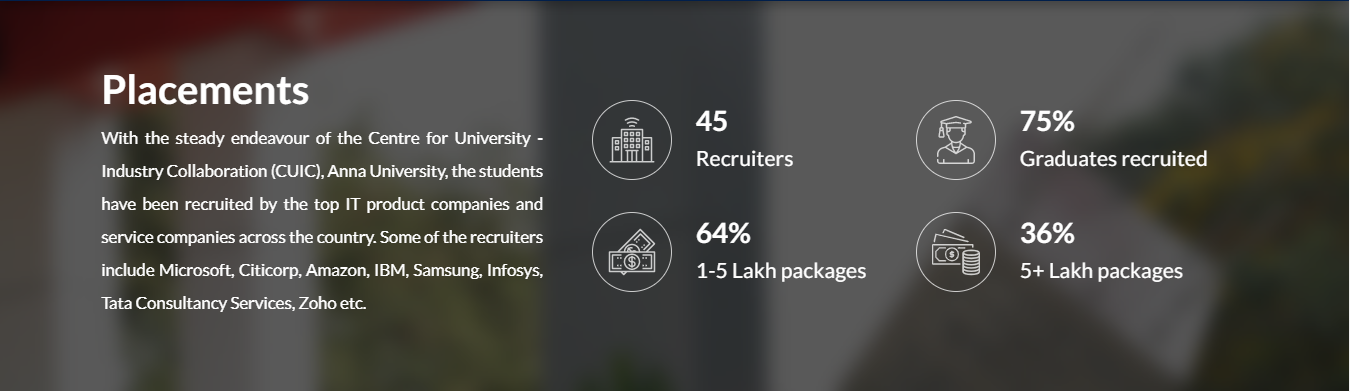 Placements
With the steady endeavour of the Centre for University -
Industry Collaboration (CUIC), Anna University, the students
have been recruited by the top IT product companies and
service companies across the country. Some of the recruiters
include Microsoft, Citicorp, Amazon, IBM, Samsung, Infosys,
Tata Consultancy Services, Zoho etc.
45
Recruiters
75%
Graduates recruited
64%
1-5 Lakh packages
36%
5+ Lakh packages